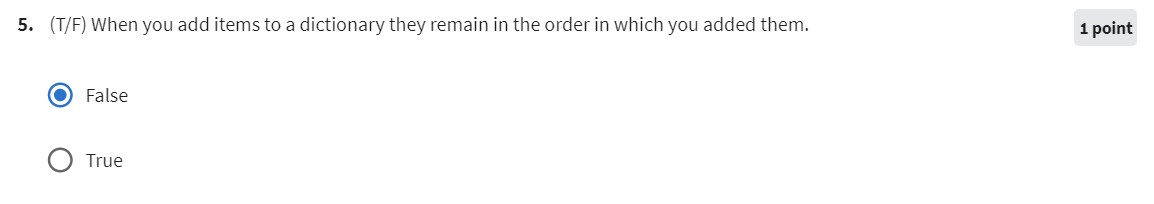 5. (T/F) When you add items to a dictionary they remain in the order in which you added them.
1 point
False
True